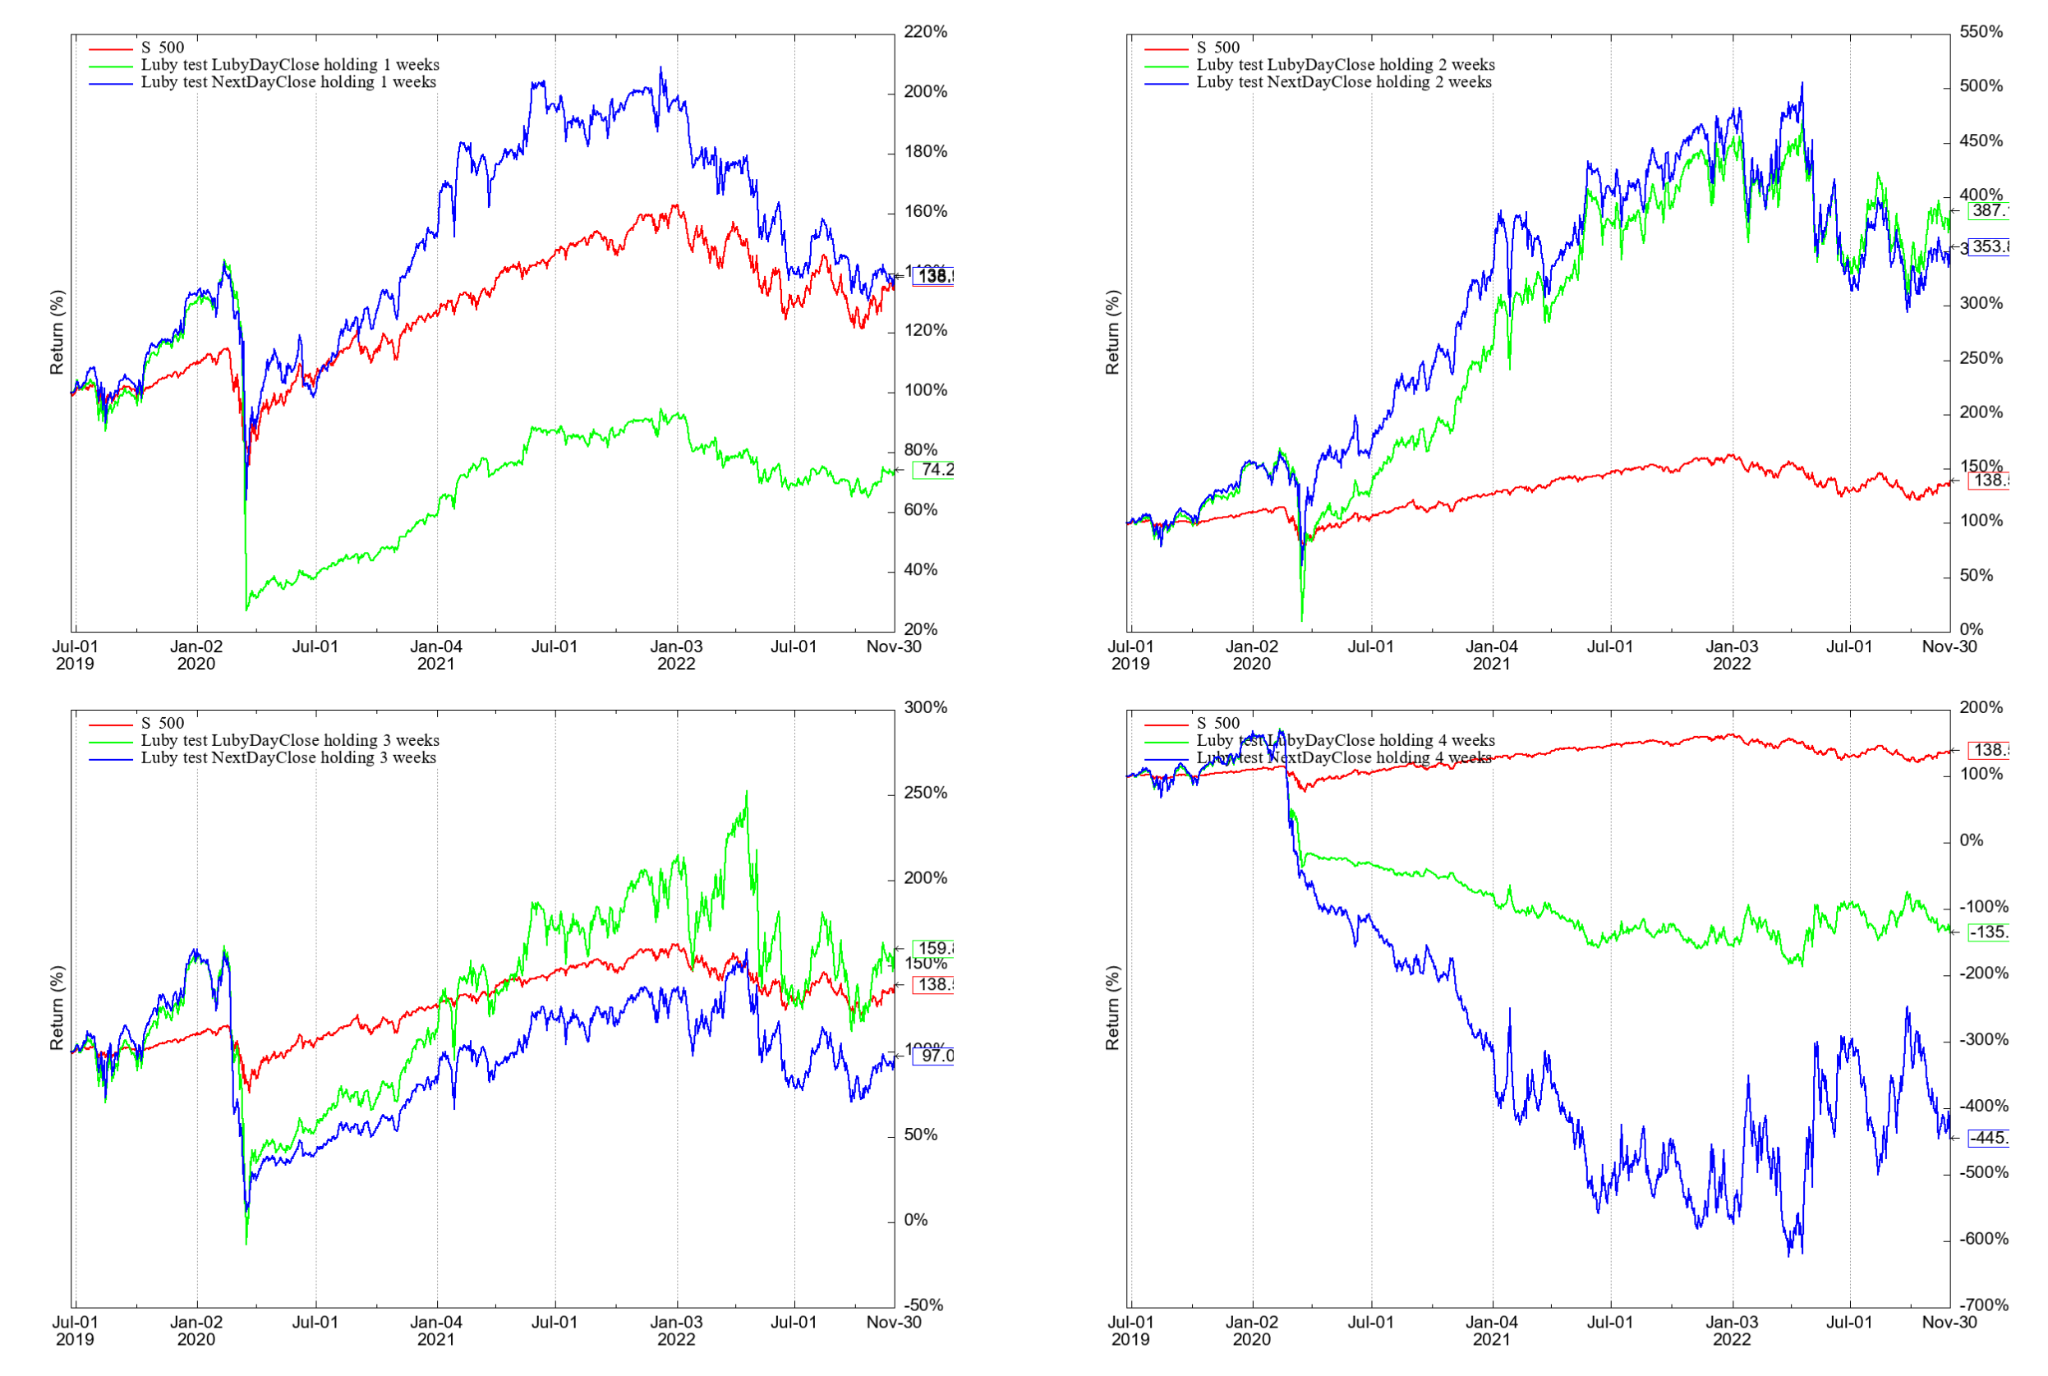 220%
S 500
Luby test LubyDayClose holding 1 weeks
Luby test NextDayClose holding 1 weeks
200%
180%
160%
138.
120%
Return (%)
100%
80%
74.2
60%
40%
20%
Jul-01 Jan-02 Jul-01 Jan-04 Jul-01 Jan-03 Jul-01 Nov-30
2019 2020 2021 2022
550%
S 500
Luby test LubyDayClose holding 2 weeks
Luby test NextDayClose holding 2 weeks
500%
450%
400%
387.
353.8
300%
Return (%)
250%
200%
150%
138.5
100%
50%
0%
Jul-01 Jan-02 Jul-01 Jan-04 Jul-01 Jan-03 Jul-01 Nov-30
2019 2020 2021 2022
300%
S 500
Luby test LubyDayClose holding 3 weeks
Luby test NextDayClose holding 3 weeks
250%
200%
159.8
150%
138.5
Return (%)
97.0
50%
0%
-50%
Jul-01 Jan-02 Jul-01 Jan-04 Jul-01 Jan-03 Jul-01 Nov-30
2019 2020 2021 2022
200%
S 500
Luby test LubyDayClose holding 4 weeks
138.5
Luby test NextDayClose holding 4 weeks
100%
0%
-100%
-135.
-200%
Return (%)
-300%
-400%
-445.
-500%
-600%
-700%
Jul-01 Jan-02 Jul-01 Jan-04 Jul-01 Jan-03 Jul-01 Nov-30
2019 2020 2021 2022